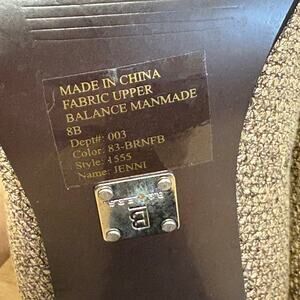 MADE IN CHINA
FABRIC UPPER
BALANCE MANMADE
8B
Dept#: 003
Color: 83-BRNFB
Style: 1555
Name: JENNI